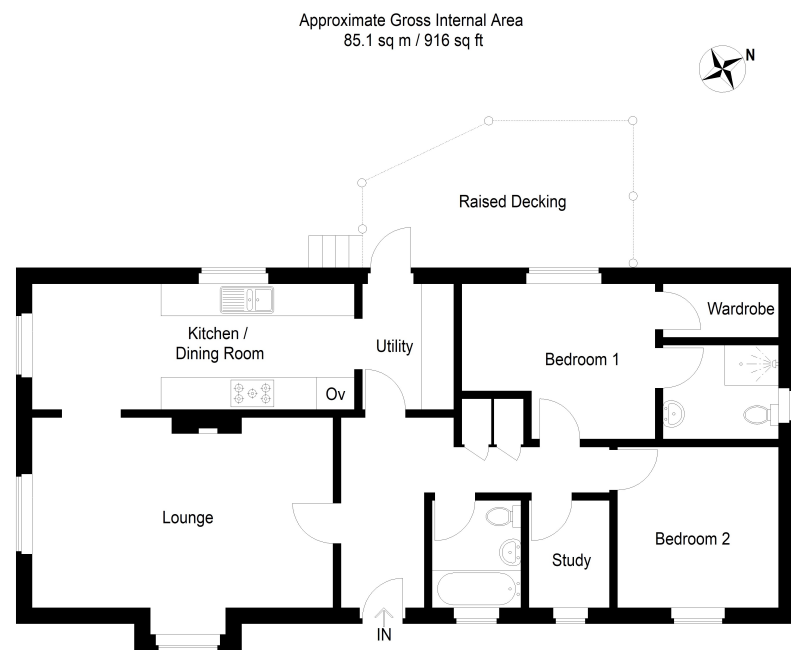 Approximate Gross Internal Area
85.1 sq m / 916 sq ft
N
Raised Decking
Kitchen /
Dining Room
Utility
Ov
Bedroom 1
Wardrobe
Lounge
Bedroom 2
Study
IN